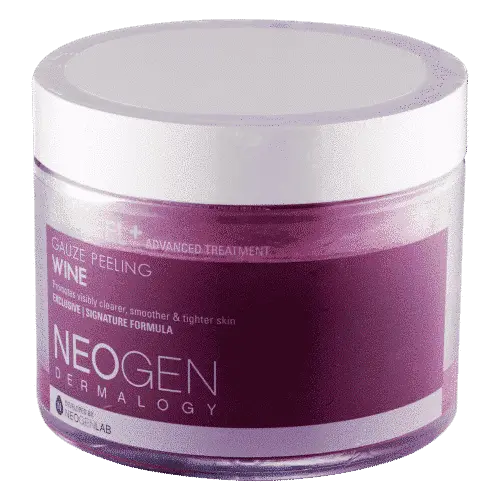 ADVANCED TREATMENT
GAUZE PEELING
WINE
Promotes visibly clearer, smoother & tighter skin
EXCLUSIVE | SIGNATURE FORMULA
NEOGEN
DERMALOGY
NEOGENLAB